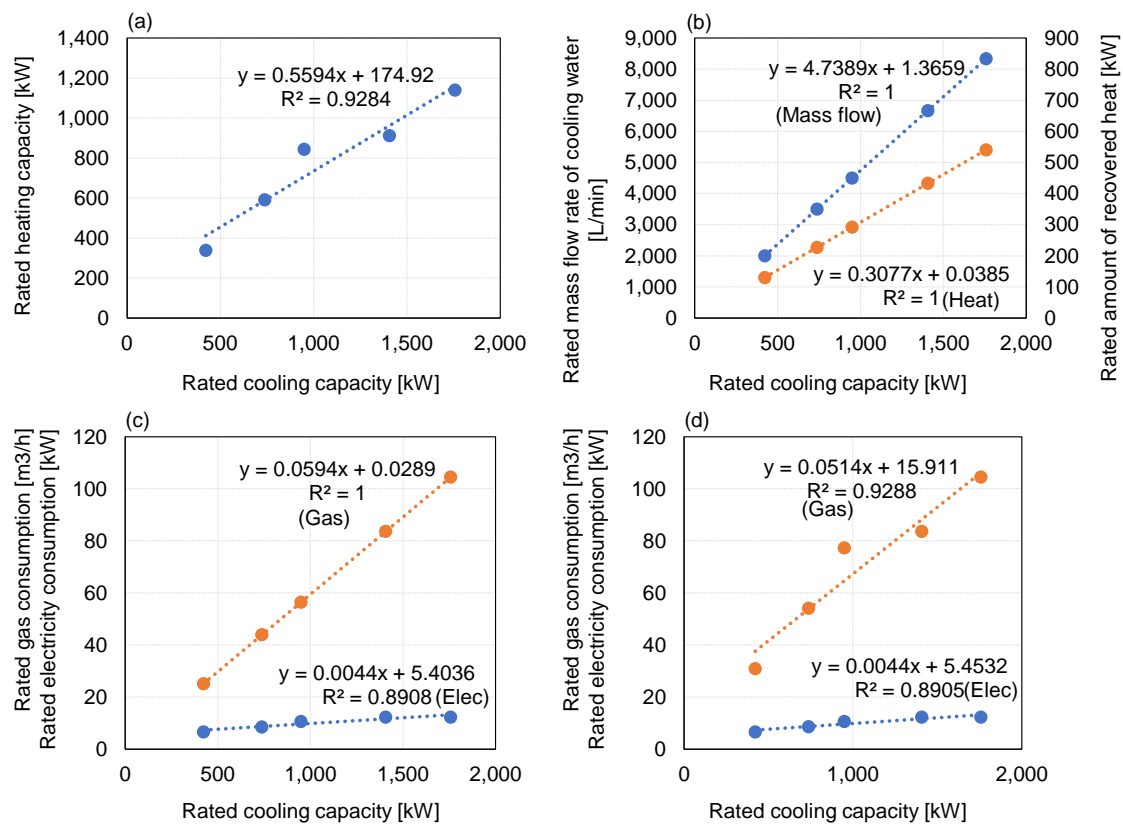 (a)
1,400
1,200
1,000
800
600
400
200
0
0
500
1,000
1,500
2,000
Rated heating capacity [kW]
Rated cooling capacity [kW]
y = 0.5594x + 174.92
R² = 0.9284
(b)
9,000
8,000
7,000
6,000
5,000
4,000
3,000
2,000
1,000
0
Rated mass flow rate of cooling water
[L/min]
y = 4.7389x + 1.3659
R² = 1
(Mass flow)
y = 0.3077x + 0.0385
R² = 1 (Heat)
900
800
700
600
500
400
300
200
100
0
Rated amount of recovered heat [kW]
0
500
1,000
1,500
2,000
Rated cooling capacity [kW]
(c)
120
100
80
60
40
20
0
Rated gas consumption [m3/h]
Rated electricity consumption [kW]
y = 0.0594x + 0.0289
R² = 1
(Gas)
y = 0.0044x + 5.4036
R² = 0.8908 (Elec)
0
500
1,000
1,500
2,000
Rated cooling capacity [kW]
(d)
120
100
80
60
40
20
0
Rated gas consumption [m3/h]
Rated electricity consumption [kW]
y = 0.0514x + 15.911
R² = 0.9288
(Gas)
y = 0.0044x + 5.4532
R² = 0.8905 (Elec)
0
1,000
2,000
Rated cooling capacity [kW]